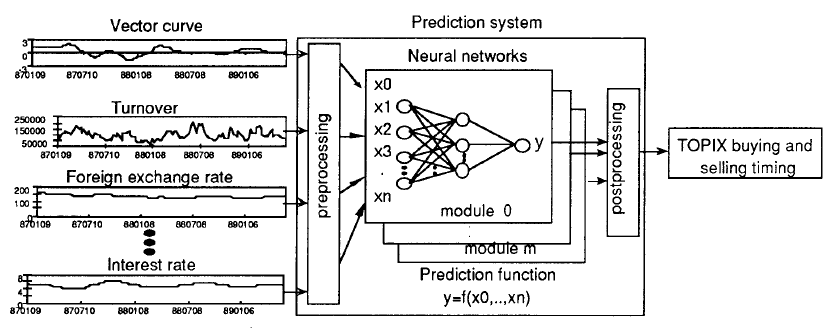 Vector curve
3
0
-3
870109 870710 880108 880708 890106
Turnover
250000
150000
50000
870109 870710 880108 880708 890106
Foreign exchange rate
200
100
0
870109 870710 880108 880708 890106
Interest rate
8
4
0
870109 870710 880108 880708 890106
Prediction system
preprocessing
Neural networks
x0
x1
x2
x3
xn
y
module 0
module m
Prediction function
y=f(x0,..,xn)
postprocessing
TOPIX buying and
selling timing